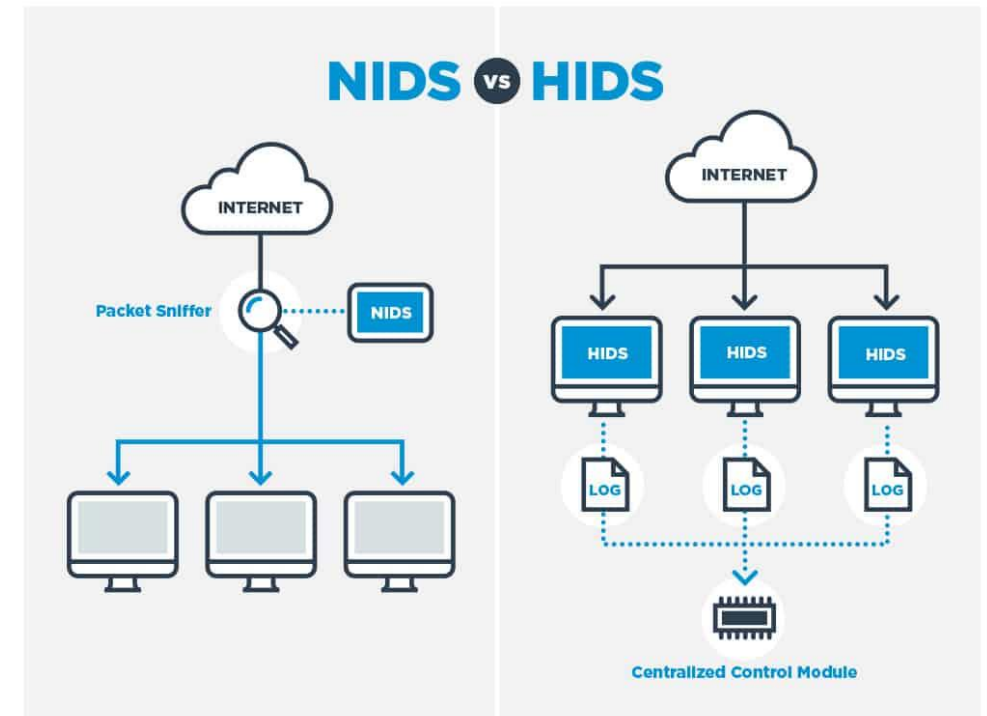 NIDS vs HIDS
INTERNET
Packet Sniffer
NIDS
INTERNET
HIDS
HIDS
HIDS
LOG
LOG
LOG
Centralized Control Module